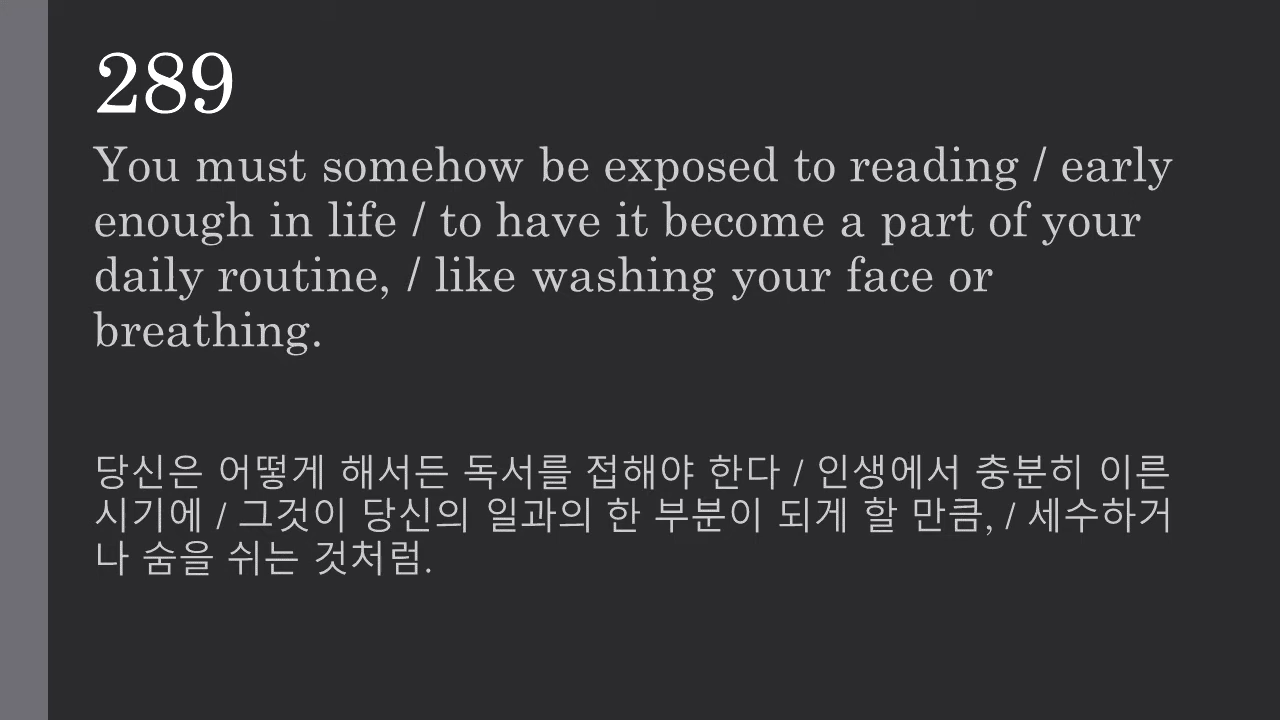 289
You must somehow be exposed to reading / early
enough in life / to have it become a part of your
daily routine, / like washing your face or
breathing.
당신은 어떻게 해서든 독서를 접해야 한다 / 인생에서 충분히 이른
시기에 / 그것이 당신의 일과의 한 부분이 되게 할 만큼, / 세수하거
나 숨을 쉬는 것처럼.